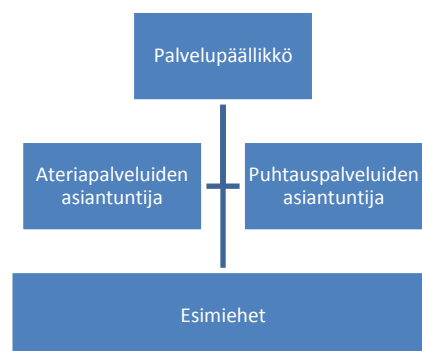 Palvelupäällikkö
Ateriapalveluiden
asiantuntija
Puhtauspalveluiden
asiantuntija
Esimiehet